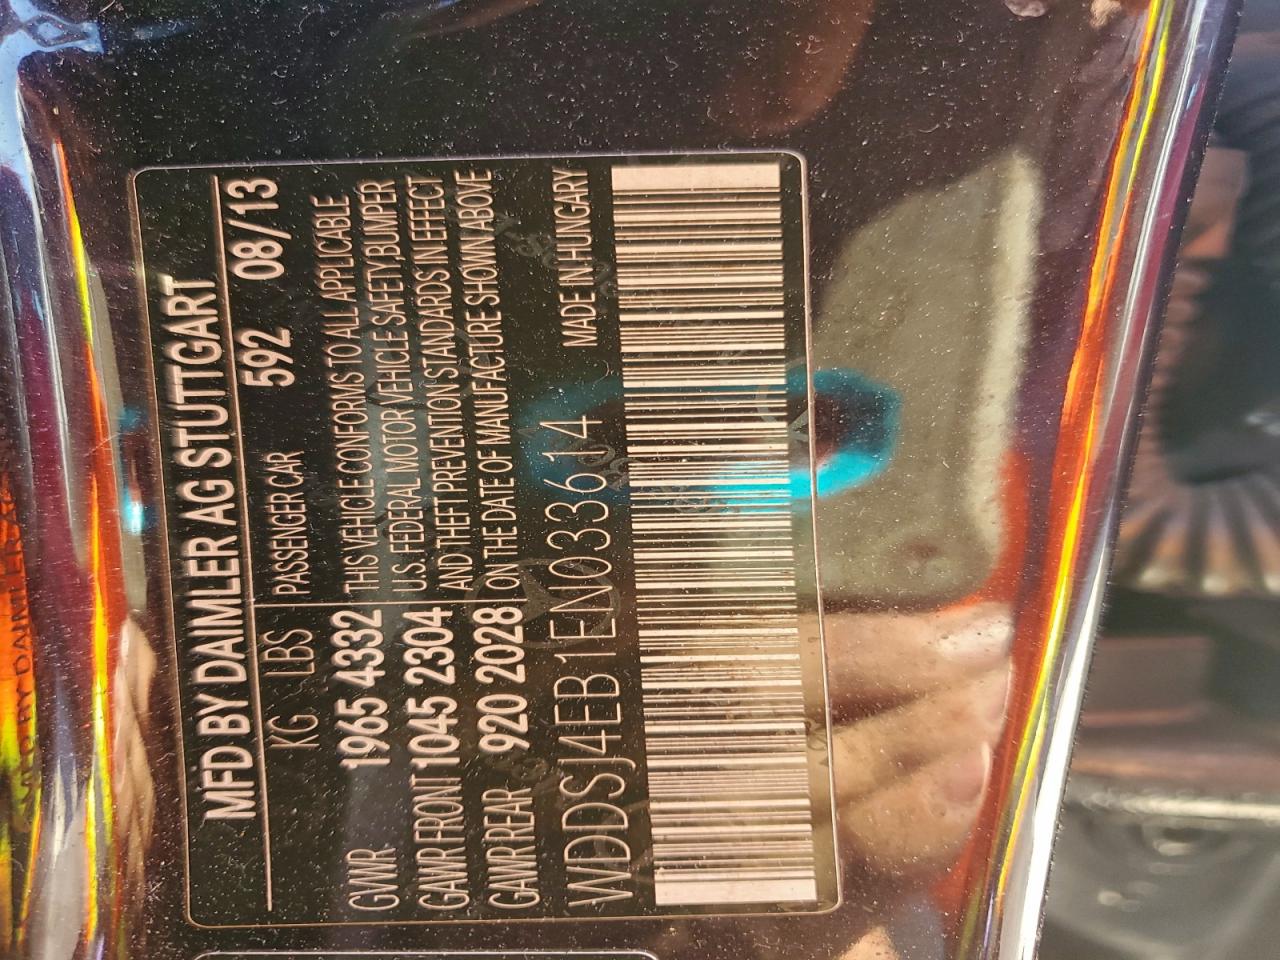 MFD BY DAIMLER AG STUTTGART
KG LBS PASSENGER CAR 592 08/13
GVWR 1965 4332 THIS VEHICLE CONFORMS TO ALL APPLICABLE
GAWR FRONT 1045 2304 U.S. FEDERAL MOTOR VEHICLE SAFETY,BUMPER
GAWR REAR 920 2028 AND THEFT PREVENTION STANDARDS IN EFFECT
ON THE DATE OF MANUFACTURE SHOWN ABOVE
WDDSJ4EB1EN033614 MADE IN HUNGARY